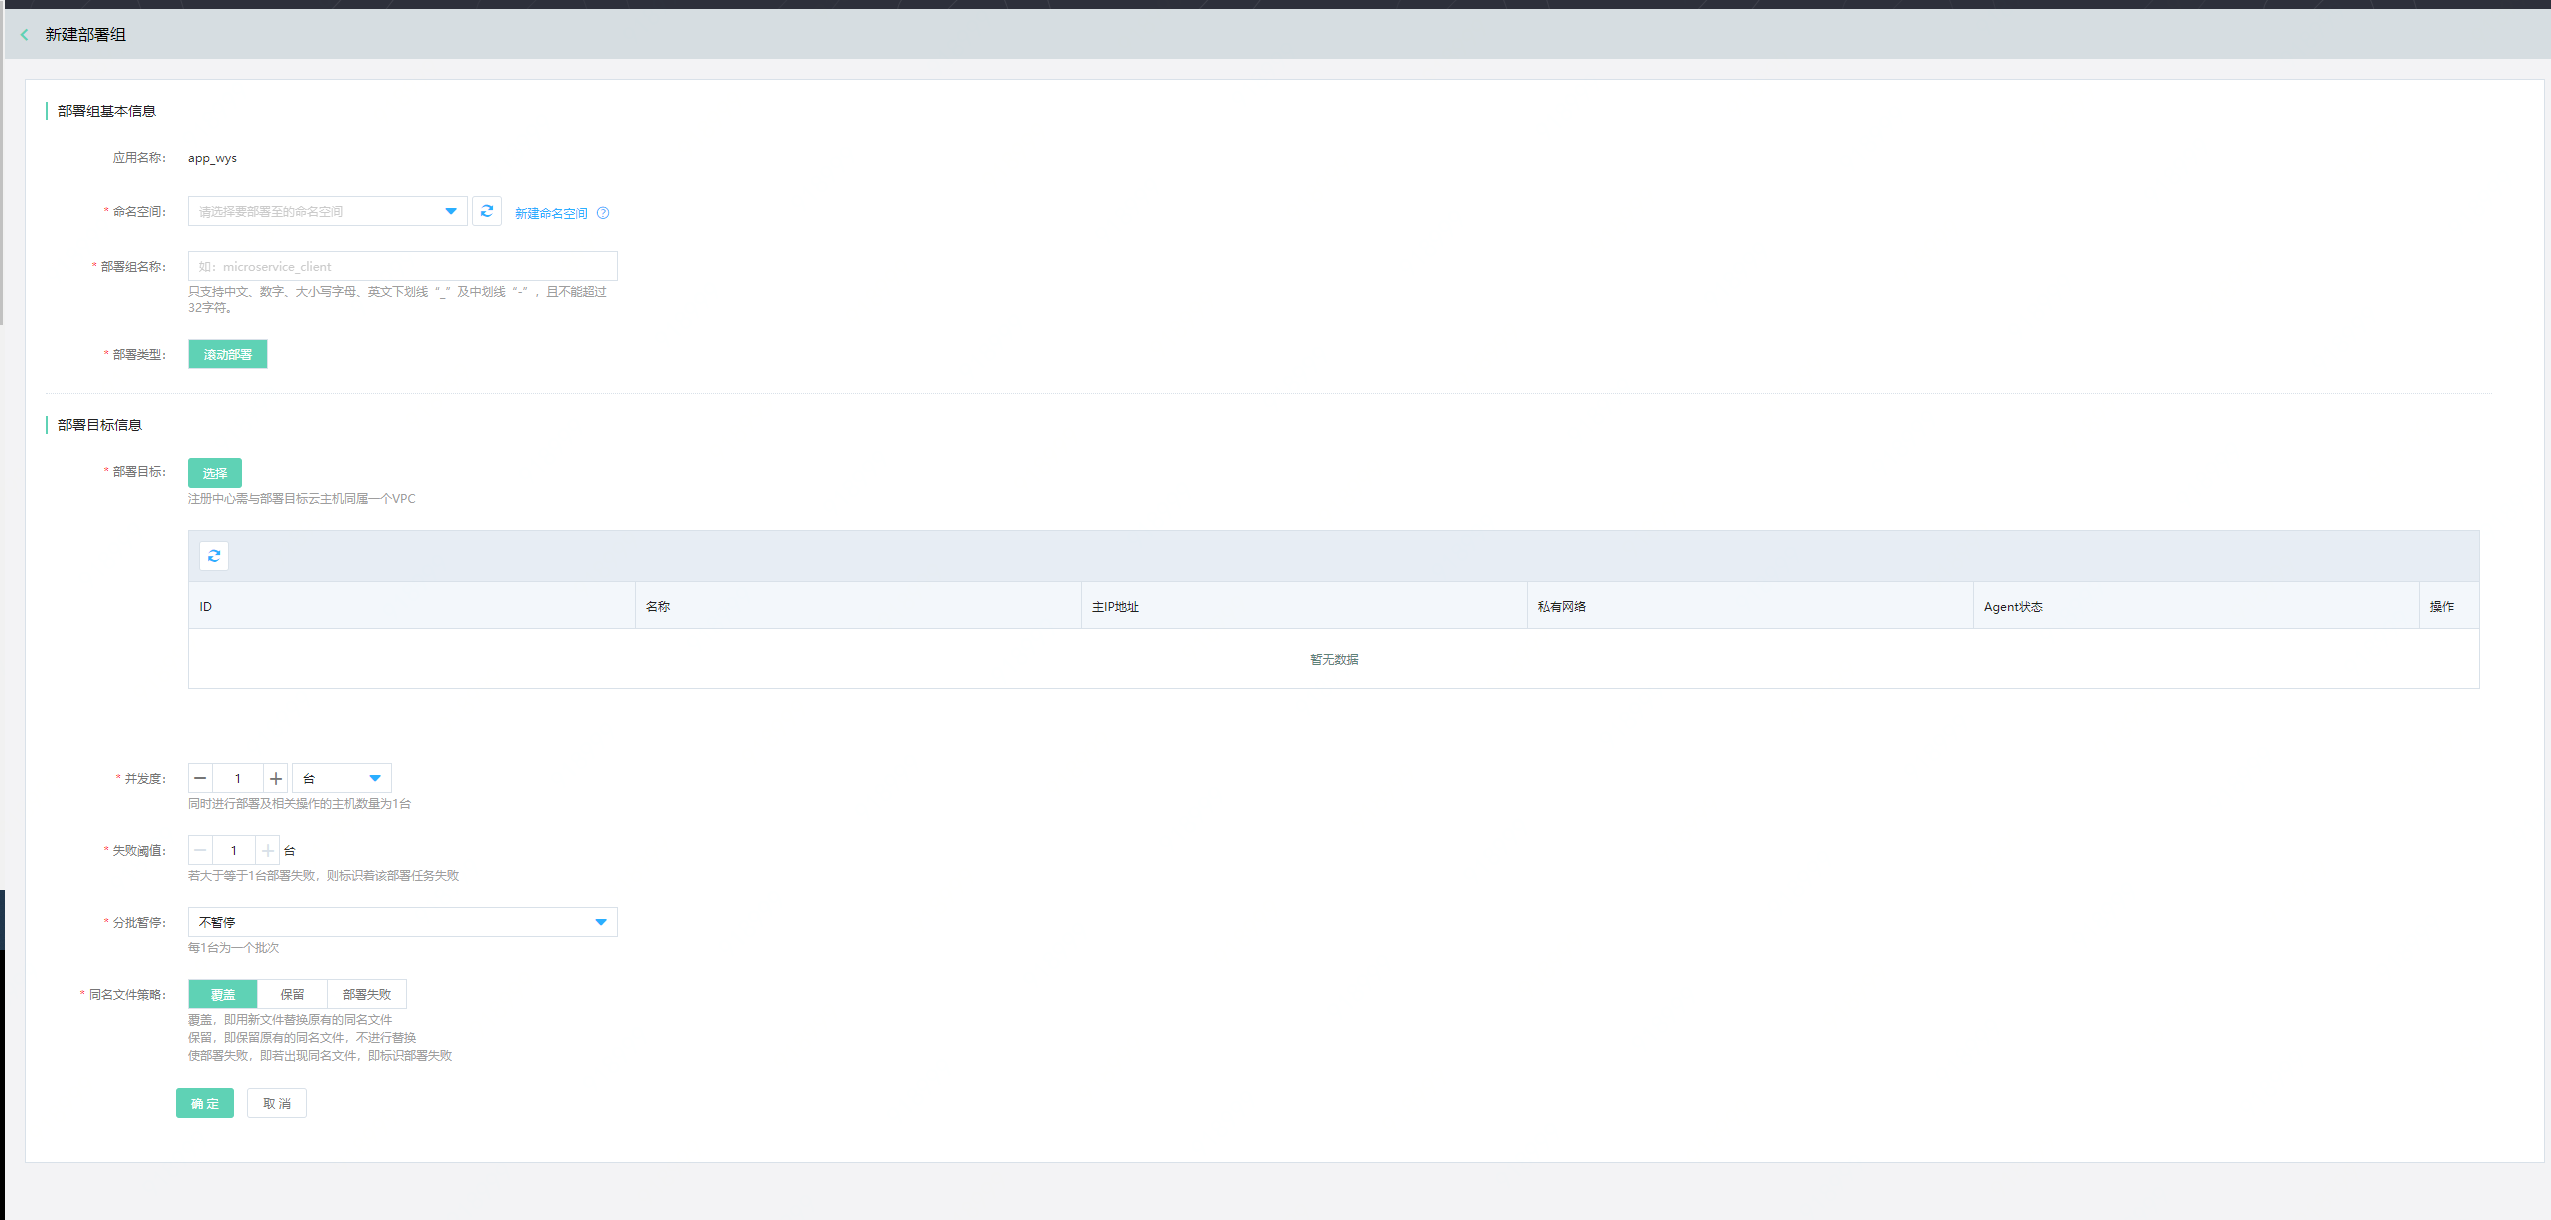 新建部署组
部署组基本信息
应用名称： app_wys
* 命名空间： 请选择要部署至的命名空间 新建命名空间
* 部署组名称： 如：microservice_client
只支持中文、数字、大小写字母、英文下划线“_”及中划线“-”，且不能超过
32字符。
* 部署类型： 滚动部署
部署目标信息
* 部署目标： 选择
注册中心需与部署目标云主机同属一个VPC
ID 名称 主IP地址 私有网络 Agent状态 操作
暂无数据
* 并发度： 1 台
同时进行部署及相关操作的主机数量为1台
* 失败阈值： 1 台
若大于等于1台部署失败，则标识着该部署任务失败
* 分批暂停： 不暂停
每1台为一个批次
* 同名文件策略： 覆盖 保留 部署失败
覆盖，即用新文件替换原有的同名文件
保留，即保留原有的同名文件，不进行替换
使部署失败，即若出现同名文件，即标识部署失败
确定 取消